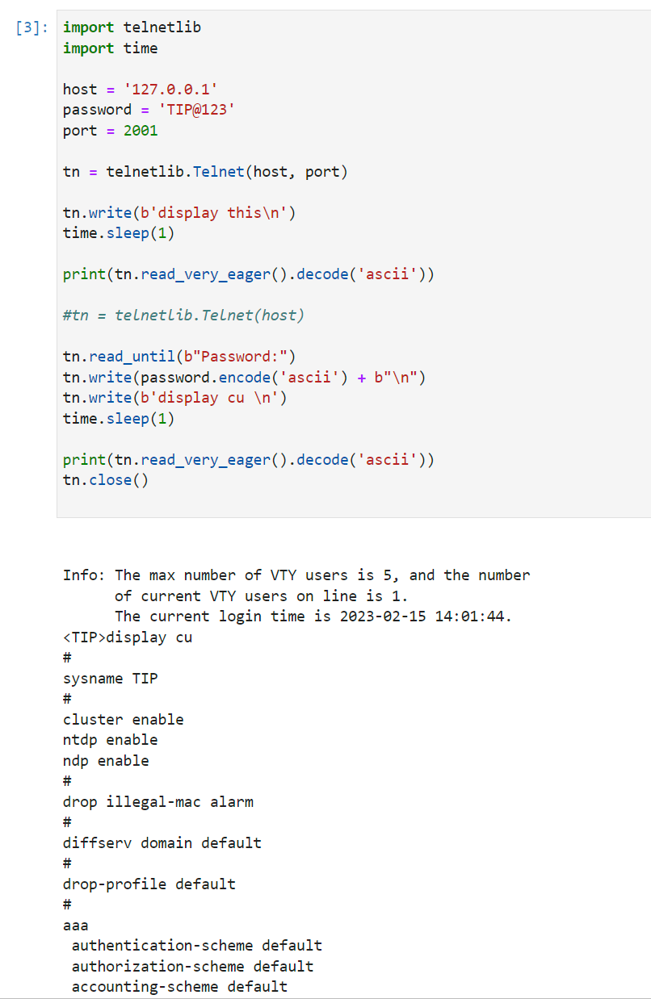 [3]: import telnetlib
import time
host = '127.0.0.1'
password = 'TIP@123'
port = 2001
tn = telnetlib.Telnet(host, port)
tn.write(b'display this\n')
time.sleep(1)
print(tn.read_very_eager().decode('ascii'))
#tn = telnetlib.Telnet(host)
tn.read_until(b"Password:")
tn.write(password.encode('ascii') + b"\n")
tn.write(b'display cu \n')
time.sleep(1)
print(tn.read_very_eager().decode('ascii'))
tn.close()
Info: The max number of VTY users is 5, and the number
      of current VTY users on line is 1.
      The current login time is 2023-02-15 14:01:44.
<TIP>display cu
#
sysname TIP
#
cluster enable
ntdp enable
ndp enable
#
drop illegal-mac alarm
#
diffserv domain default
#
drop-profile default
#
aaa
 authentication-scheme default
 authorization-scheme default
 accounting-scheme default